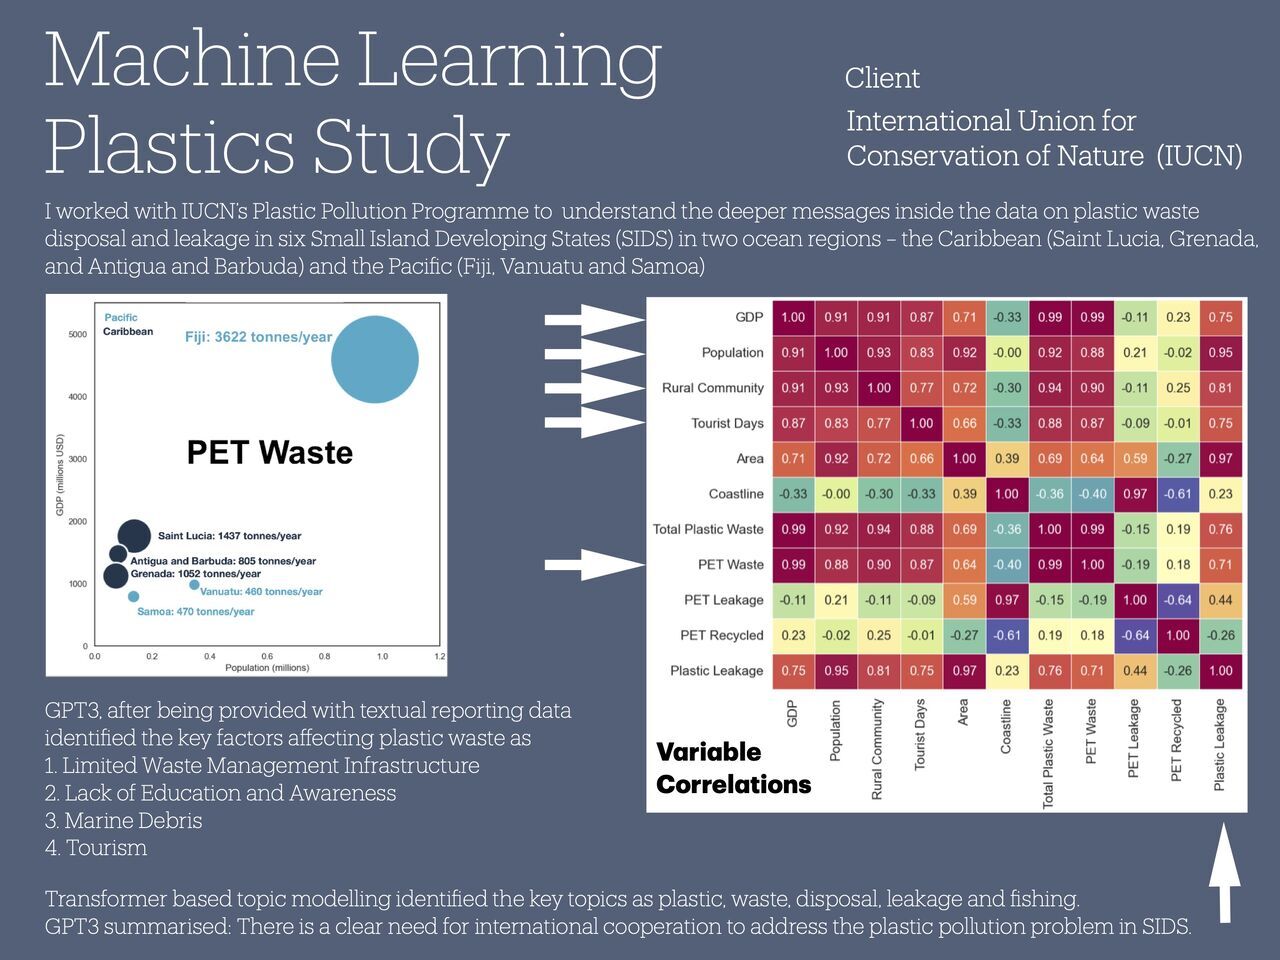 Machine Learning
Plastics Study
Client
International Union for
Conservation of Nature (IUCN)
I worked with IUCN's Plastic Pollution Programme to understand the deeper messages inside the data on plastic waste
disposal and leakage in six Small Island Developing States (SIDS) in two ocean regions – the Caribbean (Saint Lucia, Grenada,
and Antigua and Barbuda) and the Pacific (Fiji, Vanuatu and Samoa)
Pacific
Caribbean
Fiji: 3622 tonnes/year
PET Waste
Saint Lucia: 1437 tonnes/year
Antigua and Barbuda: 805 tonnes/year
Grenada: 1052 tonnes/year
Vanuatu: 460 tonnes/year
Samoa: 470 tonnes/year
GDP (millions USD)
5000
4000
3000
2000
1000
0
0.0 0.2 0.4 0.6 0.8 1.0 1.2
Population (millions)
GDP 1.00 0.91 0.91 0.87 0.71 -0.33 0.99 0.99 -0.11 0.23 0.75
Population 0.91 1.00 0.93 0.83 0.92 -0.00 0.92 0.88 0.21 -0.02 0.95
Rural Community 0.91 0.93 1.00 0.77 0.72 -0.30 0.94 0.90 -0.11 0.25 0.81
Tourist Days 0.87 0.83 0.77 1.00 0.66 -0.33 0.88 0.87 -0.09 -0.01 0.75
Area 0.71 0.92 0.72 0.66 1.00 0.39 0.69 0.64 0.59 -0.27 0.97
Coastline -0.33 -0.00 -0.30 -0.33 0.39 1.00 -0.36 -0.40 0.97 -0.61 0.23
Total Plastic Waste 0.99 0.92 0.94 0.88 0.69 -0.36 1.00 0.99 -0.15 0.19 0.76
PET Waste 0.99 0.88 0.90 0.87 0.64 -0.40 0.99 1.00 -0.19 0.18 0.71
PET Leakage -0.11 0.21 -0.11 -0.09 0.59 0.97 -0.15 -0.19 1.00 -0.64 0.44
PET Recycled 0.23 -0.02 0.25 -0.01 -0.27 -0.61 0.19 0.18 -0.64 1.00 -0.26
Plastic Leakage 0.75 0.95 0.81 0.75 0.97 0.23 0.76 0.71 0.44 -0.26 1.00
GDP
Population
Rural Community
Tourist Days
Area
Coastline
Total Plastic Waste
PET Waste
PET Leakage
PET Recycled
Plastic Leakage
Variable
Correlations
GPT3, after being provided with textual reporting data
identified the key factors affecting plastic waste as
1. Limited Waste Management Infrastructure
2. Lack of Education and Awareness
3. Marine Debris
4. Tourism
Transformer based topic modelling identified the key topics as plastic, waste, disposal, leakage and fishing.
GPT3 summarised: There is a clear need for international cooperation to address the plastic pollution problem in SIDS.